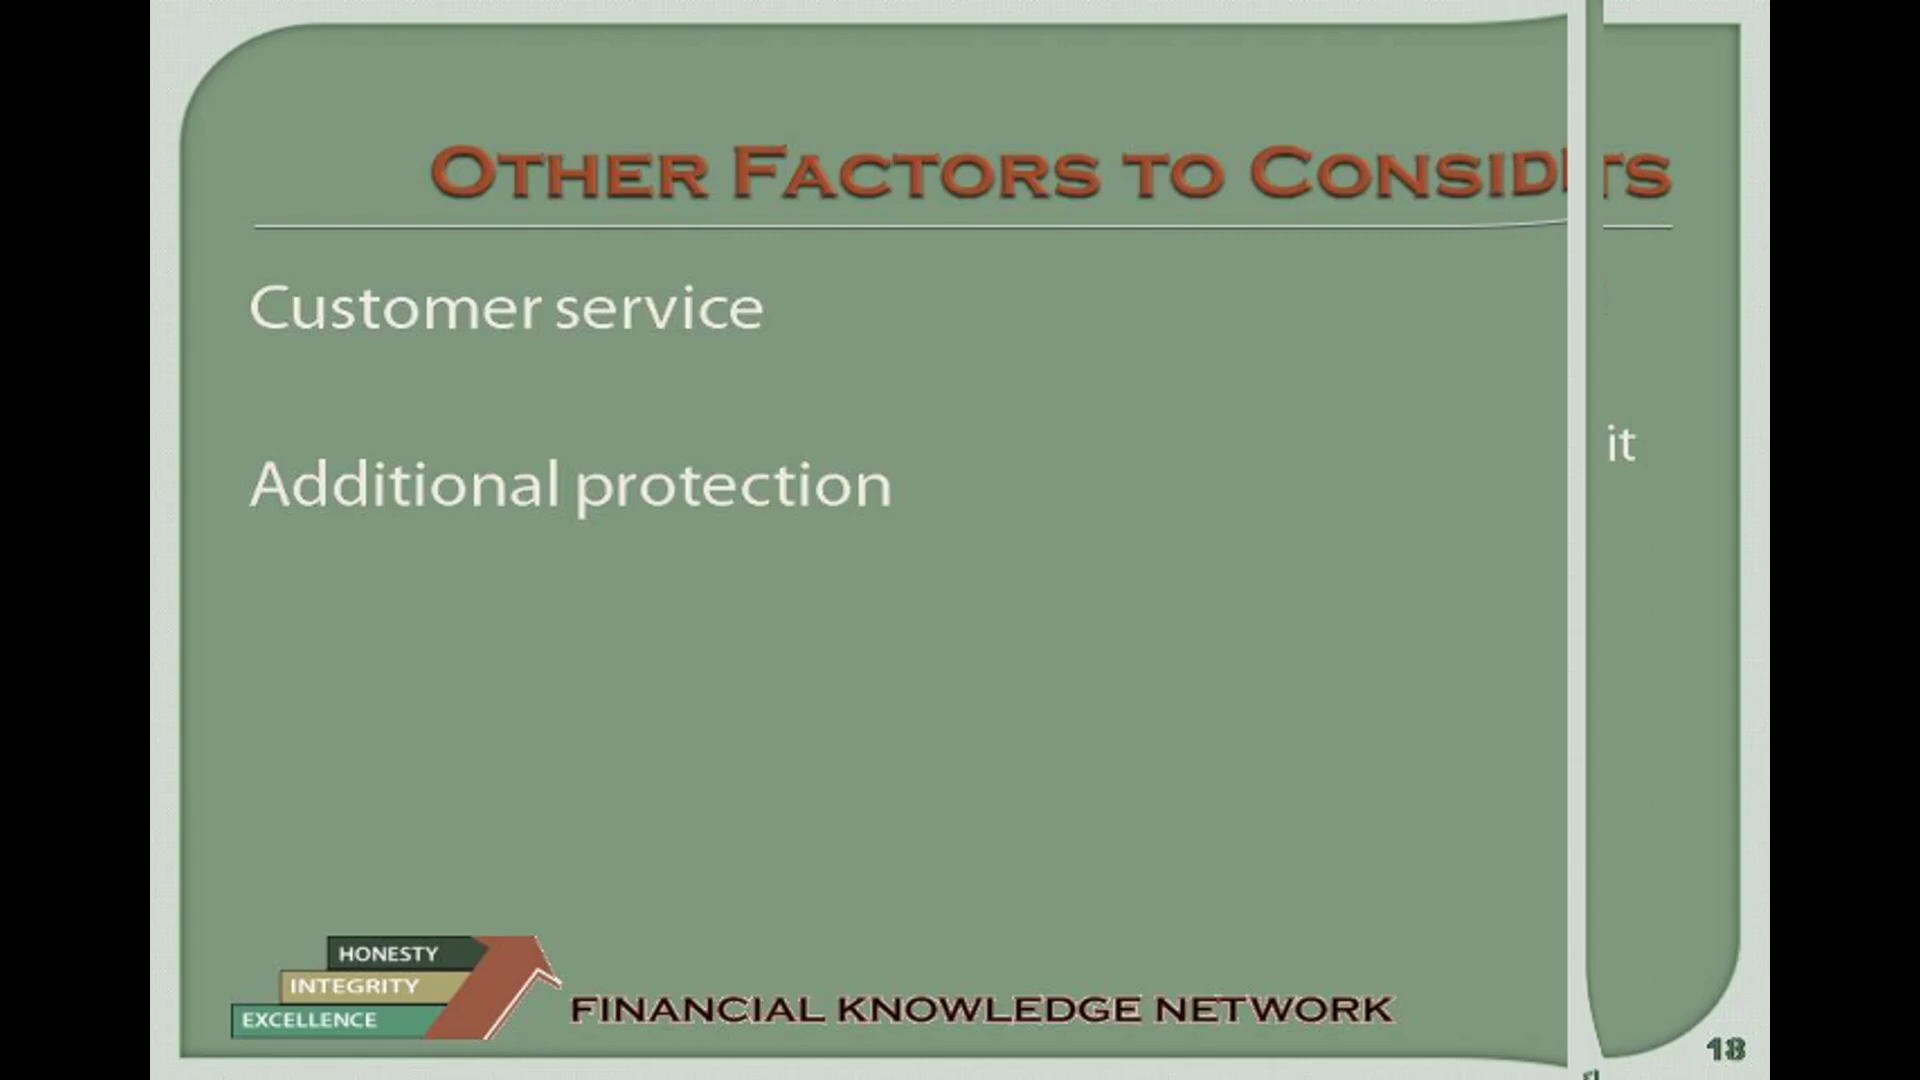 OTHER FACTORS TO CONSID
TS
Customer service
it
Additional protection
HONESTY
INTEGRITY
EXCELLENCE
FINANCIAL KNOWLEDGE NETWORK
18